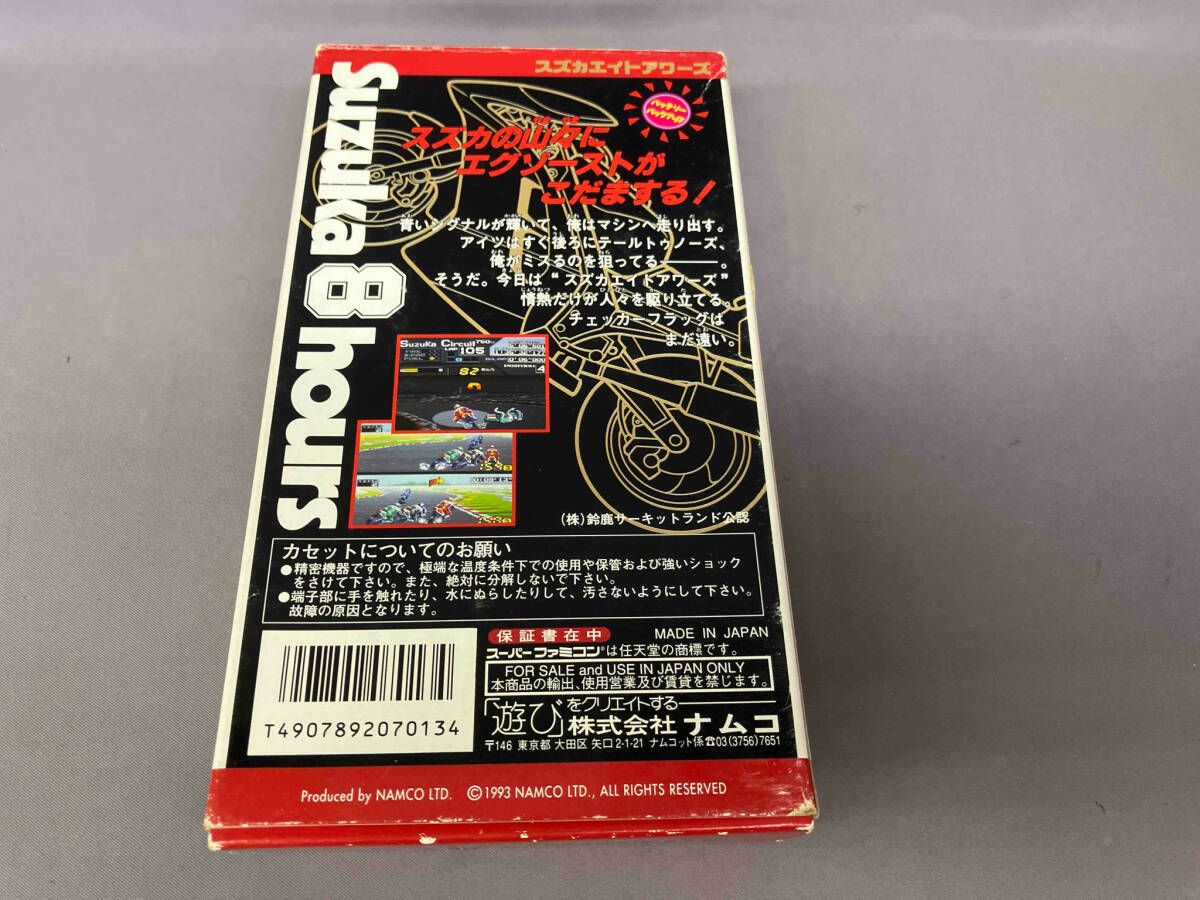 スズカエイトアワーズ
Suzuka 8 hours
バッテリー
バックアップ
スズカの山々に
エグゾーストが
こだまする!
青いシグナルが輝いて、俺はマシンへ走り出す。
アイツはすぐ後ろにテールトゥノーズ、
俺がミスるのを狙ってる———。
そうだ。今日は“スズカエイトアワーズ”
情熱だけが人々を駆り立てる。
チェッカーフラッグは
まだ遠い。
Suzuka Circuit
105
82
POSITION 4
(株)鈴鹿サーキットランド公認
カセットについてのお願い
●精密機器ですので、極端な温度条件下での使用や保管および強いショック
をさけて下さい。また、絶対に分解しないで下さい。
●端子部に手を触れたり、水にぬらしたりして、汚さないようにして下さい。
故障の原因となります。
T4907892070134
保証書在中
MADE IN JAPAN
スーパーファミコン®は任天堂の商標です。
FOR SALE and USE IN JAPAN ONLY
本商品の輸出、使用営業及び賃貸を禁じます。
「遊び」をクリエイトする
株式会社ナムコ
〒146 東京都 大田区 矢口2-1-21 ナムコット係☎03(3756)7651
Produced by NAMCO LTD. ©1993 NAMCO LTD., ALL RIGHTS RESERVED